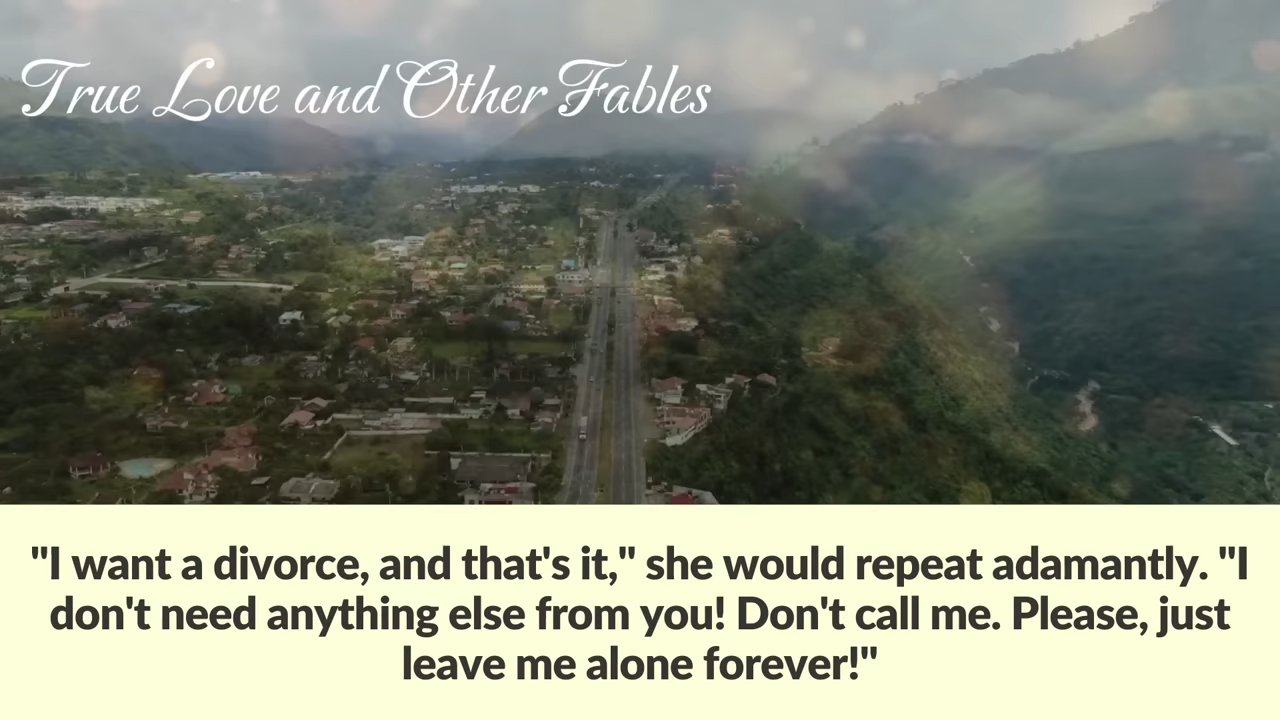 True Love and Other Fables
"I want a divorce, and that's it," she would repeat adamantly. "I
don't need anything else from you! Don't call me. Please, just
leave me alone forever!"